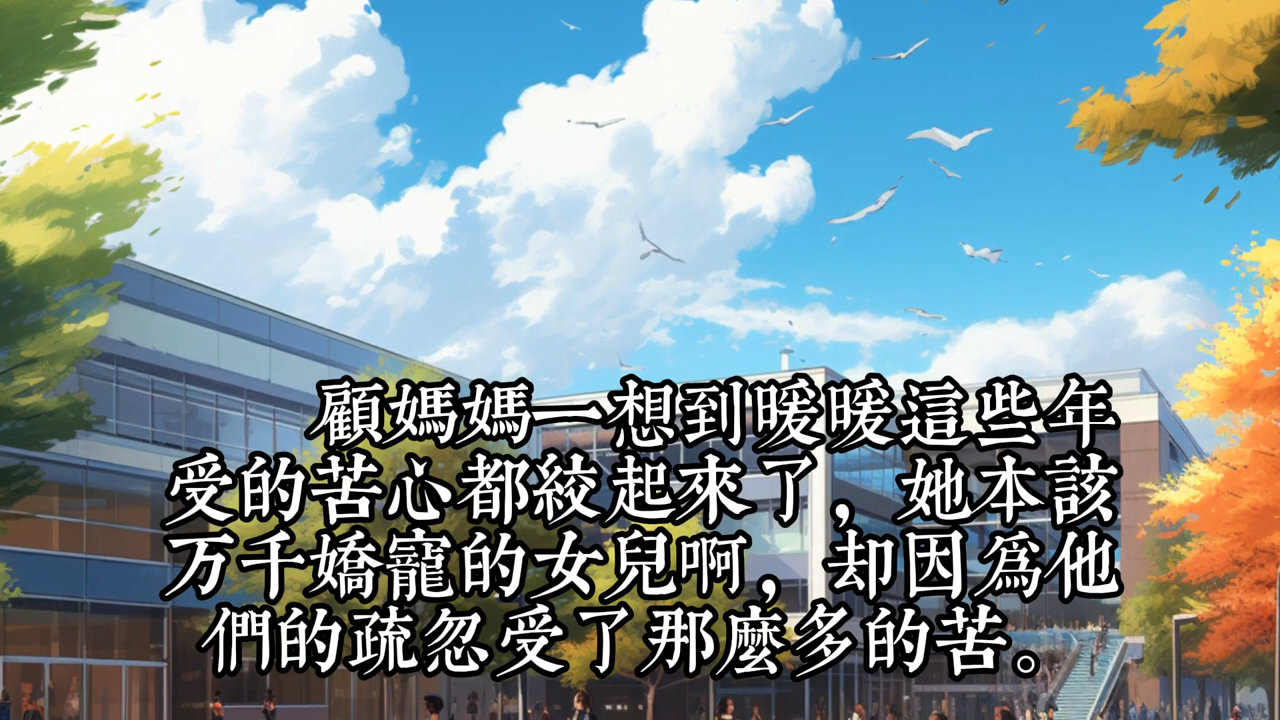 顧媽媽一想到暖暖這些年
受的苦心都絞起來了，她本該
万千嬌寵的女兒啊，却因爲他
們的疏忽受了那麼多的苦。